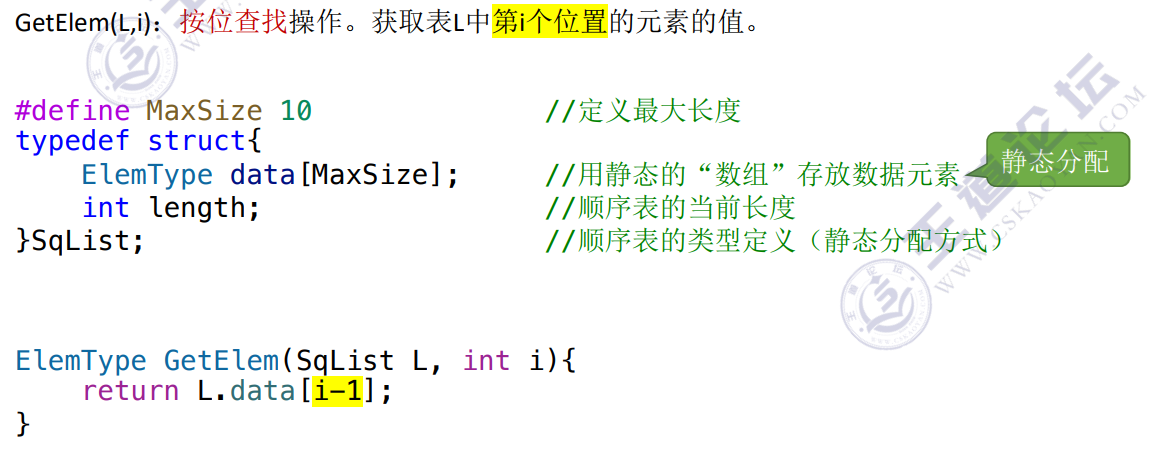 GetElem(L,i)：按位查找操作。获取表L中第i个位置的元素的值。
#define MaxSize 10 //定义最大长度
typedef struct{
ElemType data[MaxSize]; //用静态的“数组”存放数据元素
静态分配
int length; //顺序表的当前长度
}SqList; //顺序表的类型定义（静态分配方式）
ElemType GetElem(SqList L, int i){
return L.data[i-1];
}
王道论坛
WWW.CSKAOYAN.COM